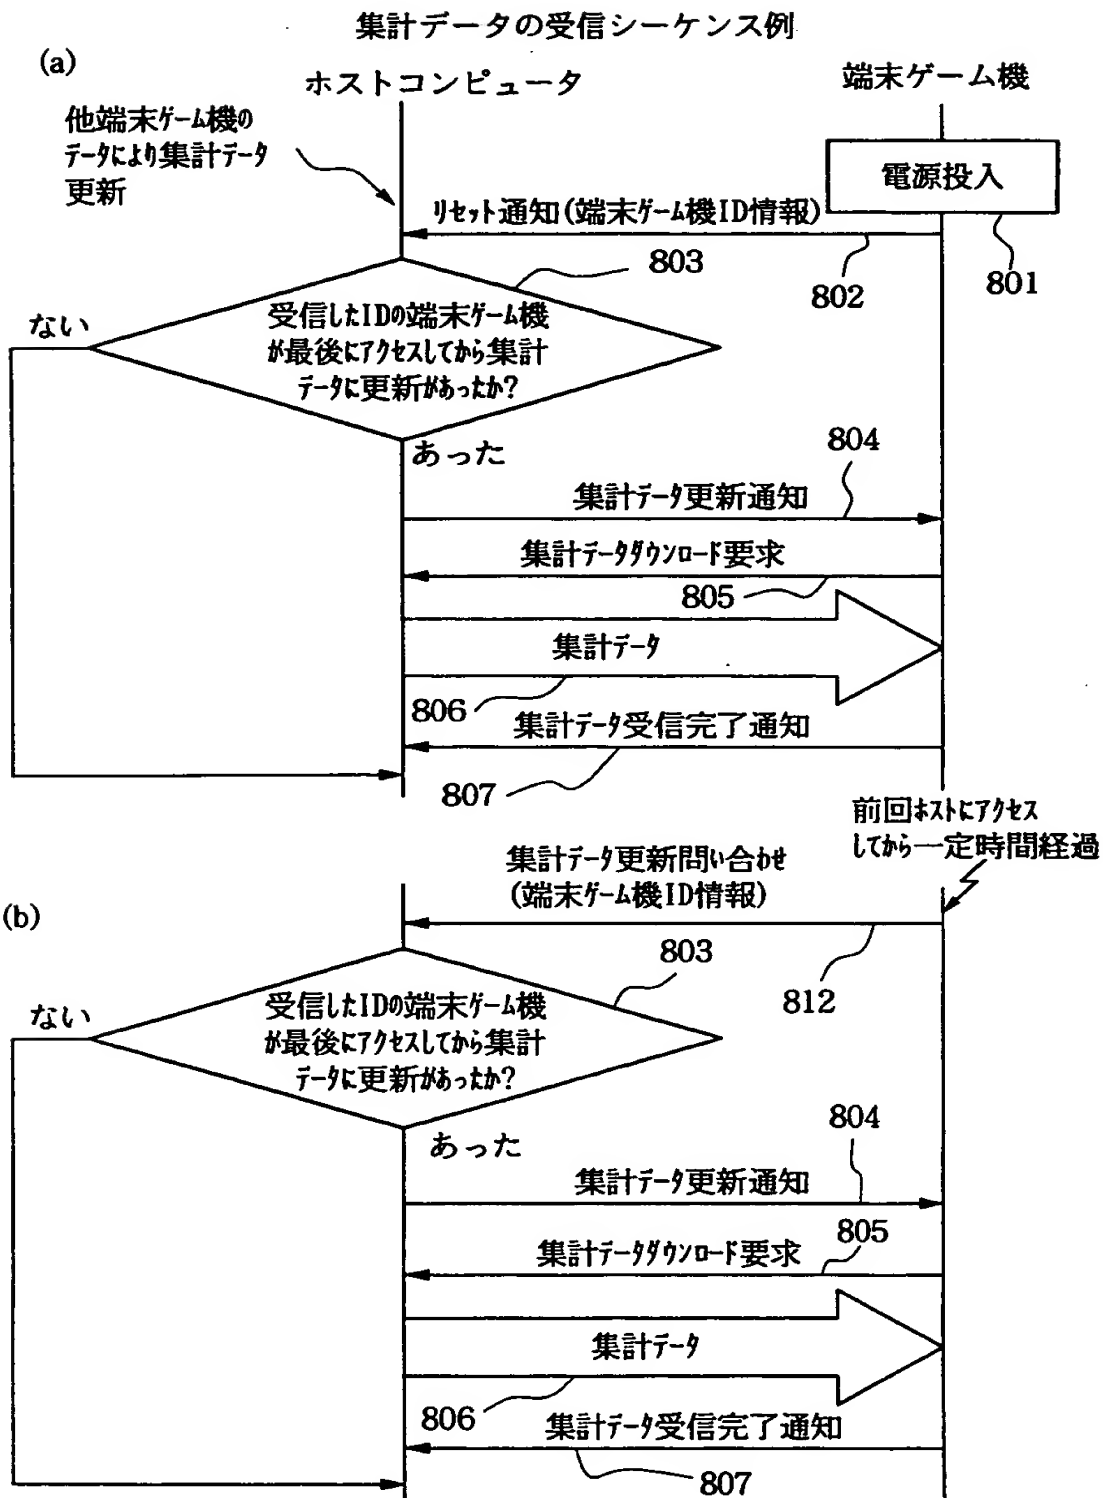 集計データの受信シーケンス例
(a)
ホストコンピュータ
端末ゲーム機
他端末ゲーム機の
データにより集計データ
更新
電源投入
リセット通知(端末ゲーム機ID情報)
803
802
801
ない
受信したIDの端末ゲーム機
が最後にアクセスしてから集計
データに更新があったか?
あった
804
集計データ更新通知
集計データダウンロード要求
805
集計データ
806
集計データ受信完了通知
807
前回ホストにアクセス
してから一定時間経過
集計データ更新問い合わせ
(端末ゲーム機ID情報)
(b)
803
812
ない
受信したIDの端末ゲーム機
が最後にアクセスしてから集計
データに更新があったか?
あった
804
集計データ更新通知
805
集計データダウンロード要求
集計データ
806
集計データ受信完了通知
807